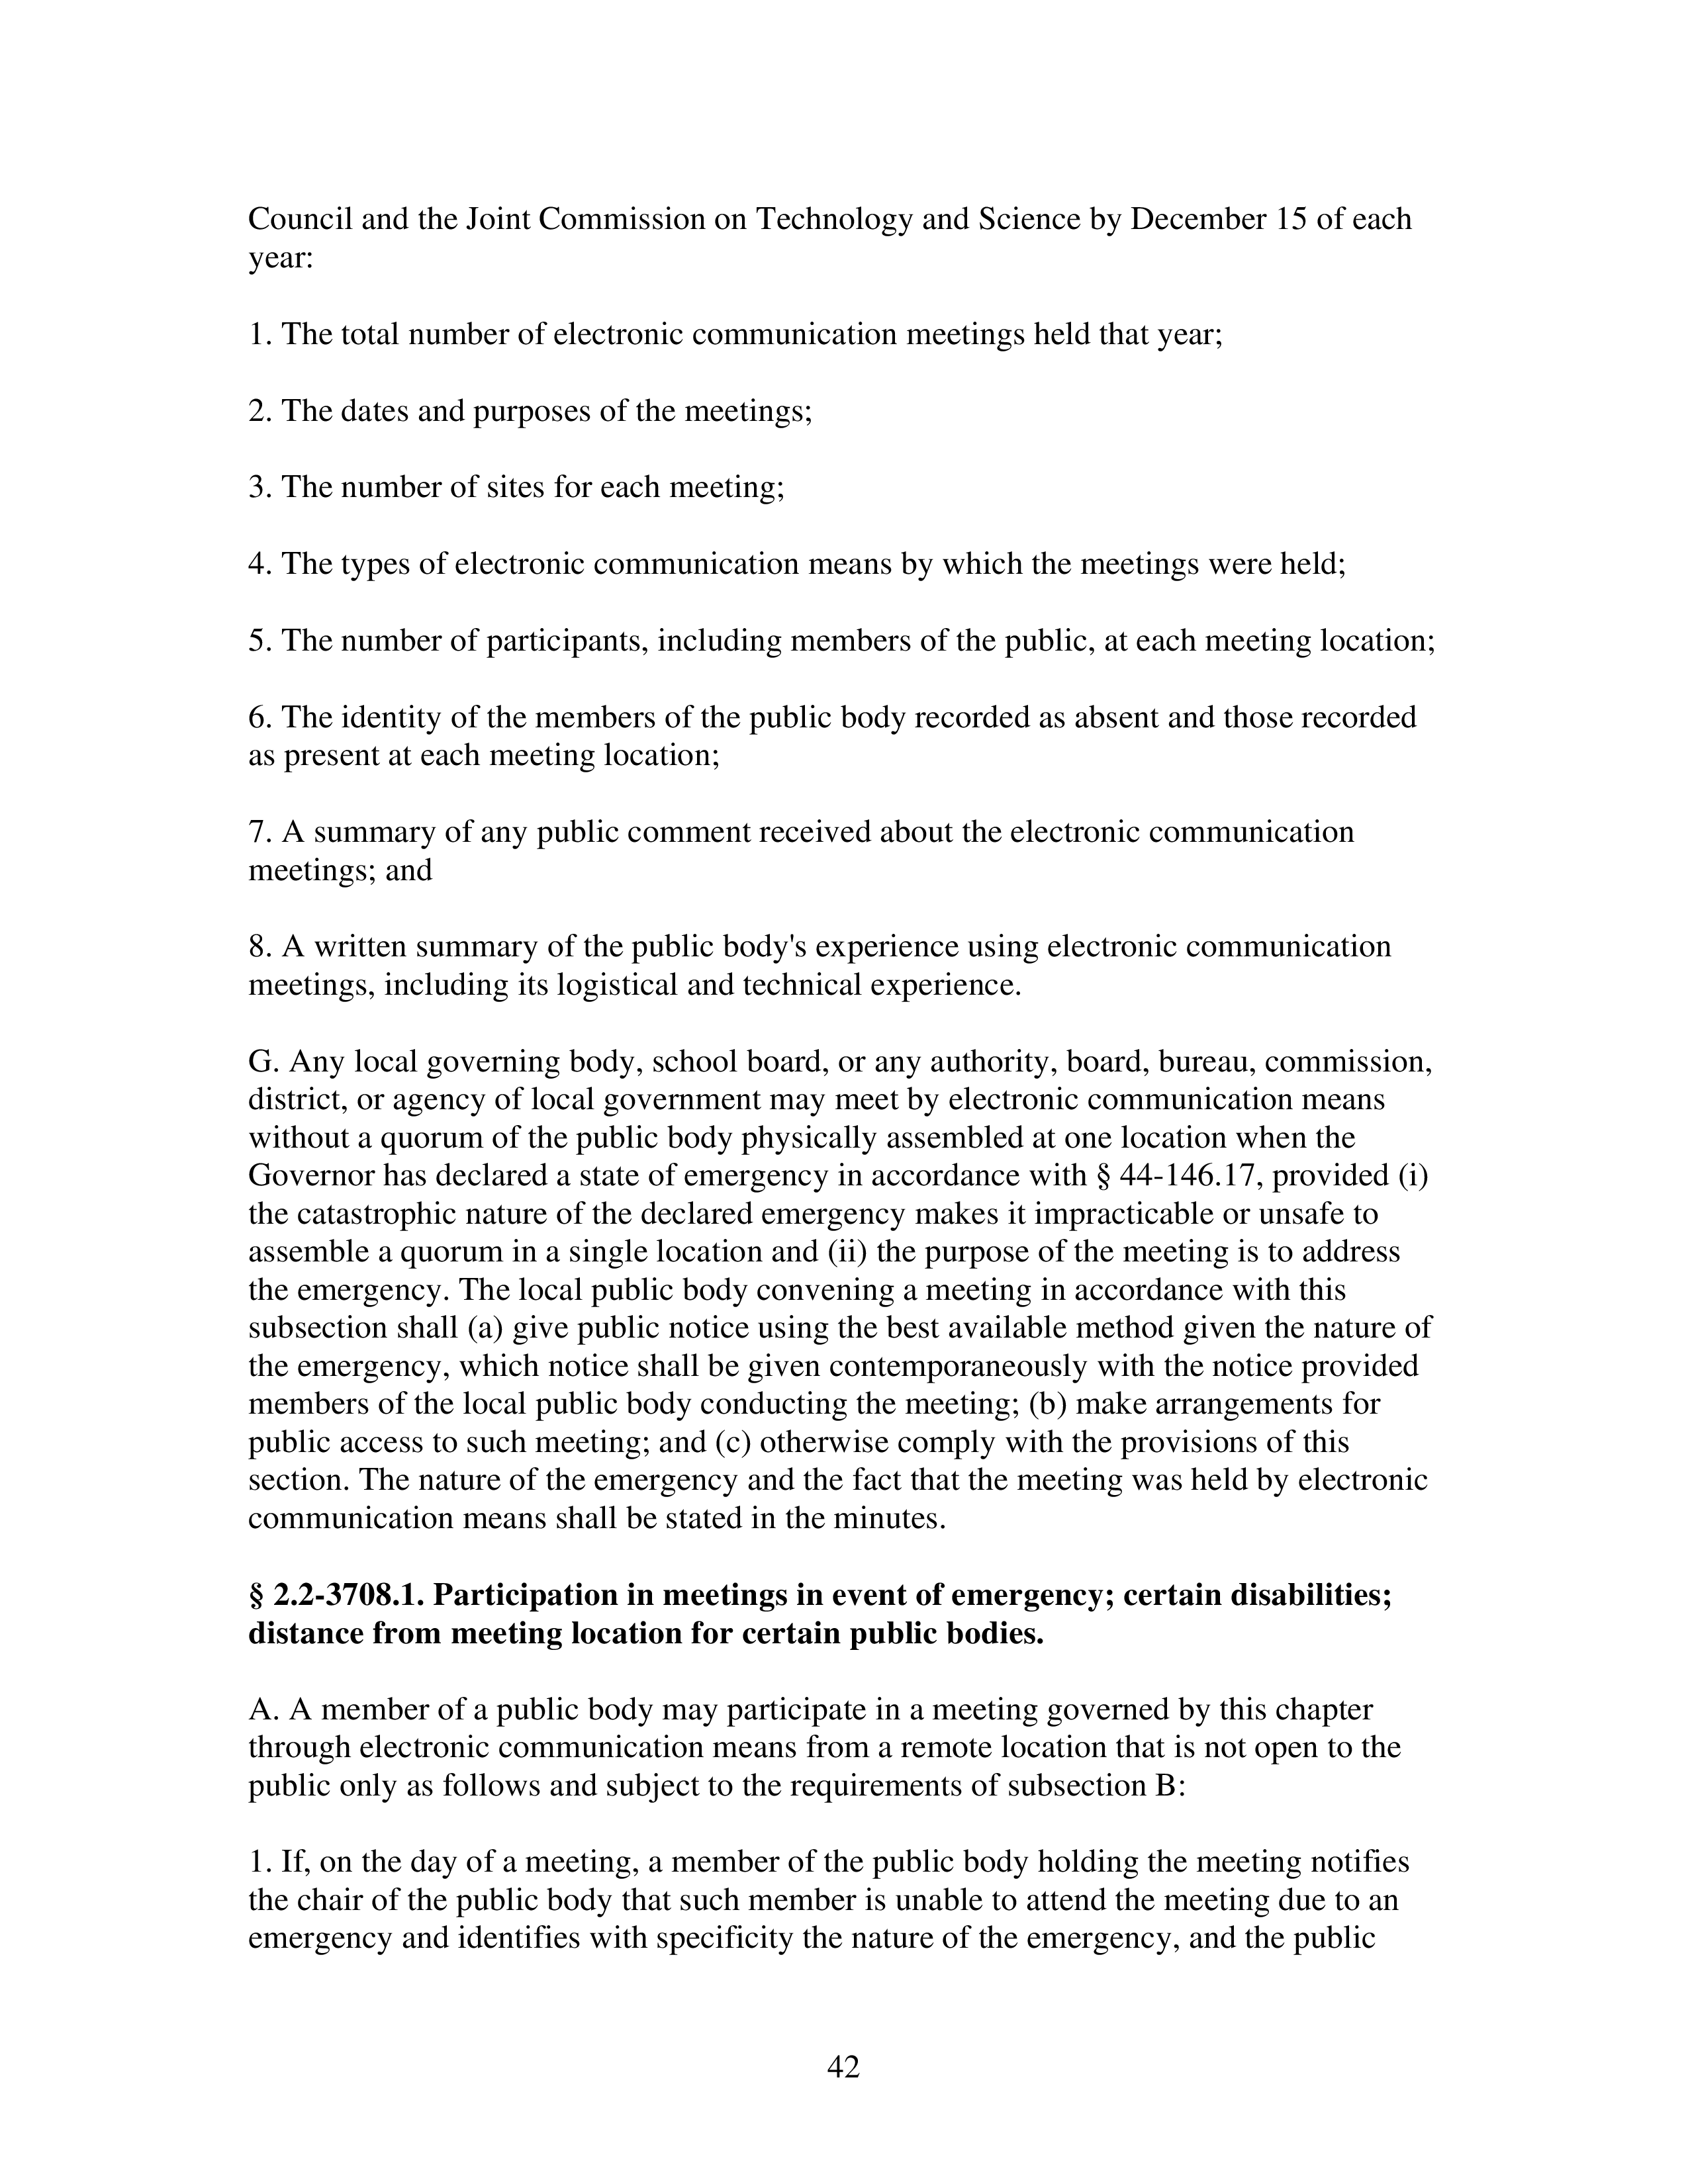 Council and the Joint Commission on Technology and Science by December 15 of each
year:
1. The total number of electronic communication meetings held that year;
2. The dates and purposes of the meetings;
3. The number of sites for each meeting;
4. The types of electronic communication means by which the meetings were held;
5. The number of participants, including members of the public, at each meeting location;
6. The identity of the members of the public body recorded as absent and those recorded
as present at each meeting location;
7. A summary of any public comment received about the electronic communication
meetings; and
8. A written summary of the public body's experience using electronic communication
meetings, including its logistical and technical experience.
G. Any local governing body, school board, or any authority, board, bureau, commission,
district, or agency of local government may meet by electronic communication means
without a quorum of the public body physically assembled at one location when the
Governor has declared a state of emergency in accordance with § 44-146.17, provided (i)
the catastrophic nature of the declared emergency makes it impracticable or unsafe to
assemble a quorum in a single location and (ii) the purpose of the meeting is to address
the emergency. The local public body convening a meeting in accordance with this
subsection shall (a) give public notice using the best available method given the nature of
the emergency, which notice shall be given contemporaneously with the notice provided
members of the local public body conducting the meeting; (b) make arrangements for
public access to such meeting; and (c) otherwise comply with the provisions of this
section. The nature of the emergency and the fact that the meeting was held by electronic
communication means shall be stated in the minutes.
§ 2.2-3708.1. Participation in meetings in event of emergency; certain disabilities;
distance from meeting location for certain public bodies.
A. A member of a public body may participate in a meeting governed by this chapter
through electronic communication means from a remote location that is not open to the
public only as follows and subject to the requirements of subsection B:
1. If, on the day of a meeting, a member of the public body holding the meeting notifies
the chair of the public body that such member is unable to attend the meeting due to an
emergency and identifies with specificity the nature of the emergency, and the public
42